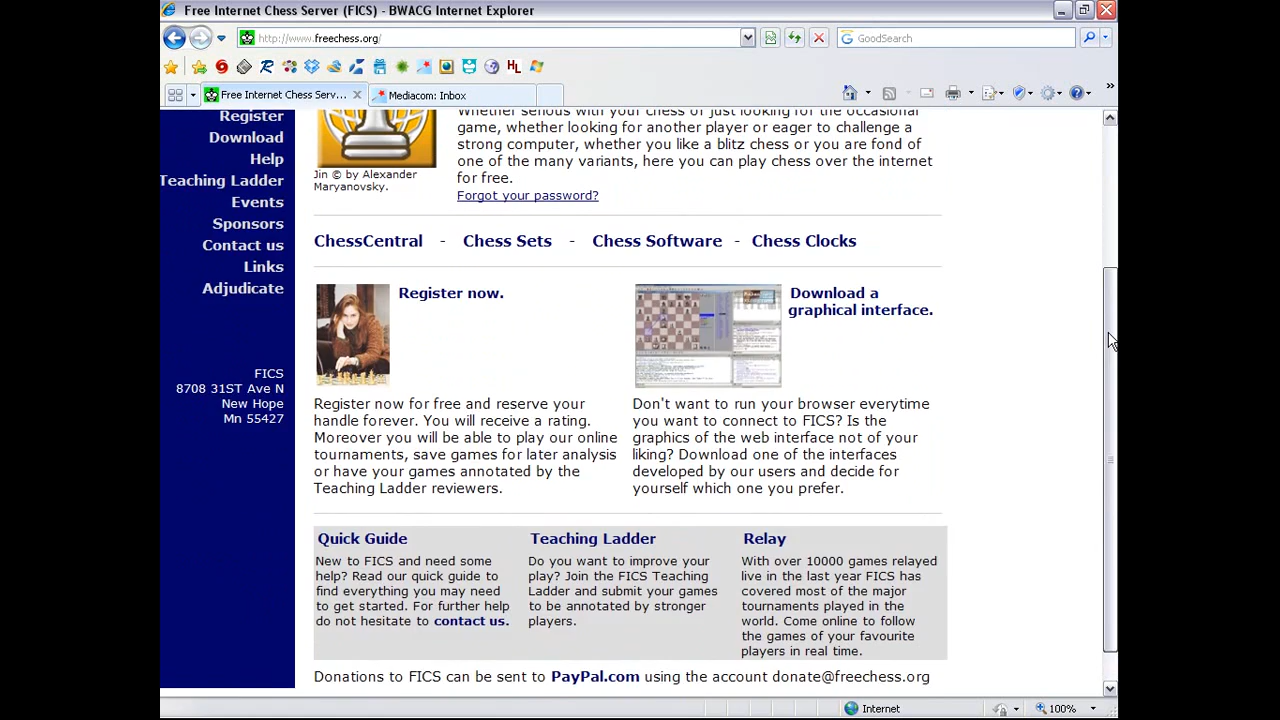 Free Internet Chess Server (FICS) - BWACG Internet Explorer
http://www.freechess.org/
GoodSearch
Free Internet Chess Serv...
Mediacom: Inbox
Register
Download
Help
Teaching Ladder
Events
Sponsors
Contact us
Links
Adjudicate
FICS
8708 31ST Ave N
New Hope
Mn 55427
Jin © by Alexander
Maryanovsky.
Whether serious with your chess or just looking for the occasional
game, whether looking for another player or eager to challenge a
strong computer, whether you like a blitz chess or you are fond of
one of the many variants, here you can play chess over the internet
for free.
Forgot your password?
ChessCentral - Chess Sets - Chess Software - Chess Clocks
Register now.
Register now for free and reserve your
handle forever. You will receive a rating.
Moreover you will be able to play our online
tournaments, save games for later analysis
or have your games annotated by the
Teaching Ladder reviewers.
Download a
graphical interface.
Don't want to run your browser everytime
you want to connect to FICS? Is the
graphics of the web interface not of your
liking? Download one of the interfaces
developed by our users and decide for
yourself which one you prefer.
Quick Guide
New to FICS and need some
help? Read our quick guide to
find everything you may need
to get started. For further help
do not hesitate to contact us.
Teaching Ladder
Do you want to improve your
play? Join the FICS Teaching
Ladder and submit your games
to be annotated by stronger
players.
Relay
With over 10000 games relayed
live in the last year FICS has
covered most of the major
tournaments played in the
world. Come online to follow
the games of your favourite
players in real time.
Donations to FICS can be sent to PayPal.com using the account donate@freechess.org
Internet
100%